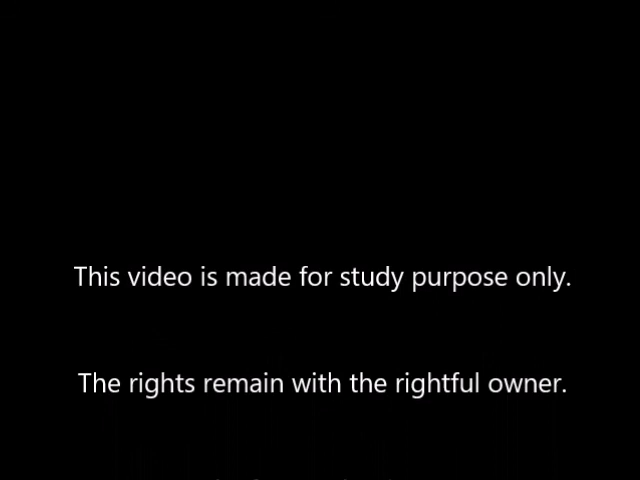 This video is made for study purpose only.
The rights remain with the rightful owner.